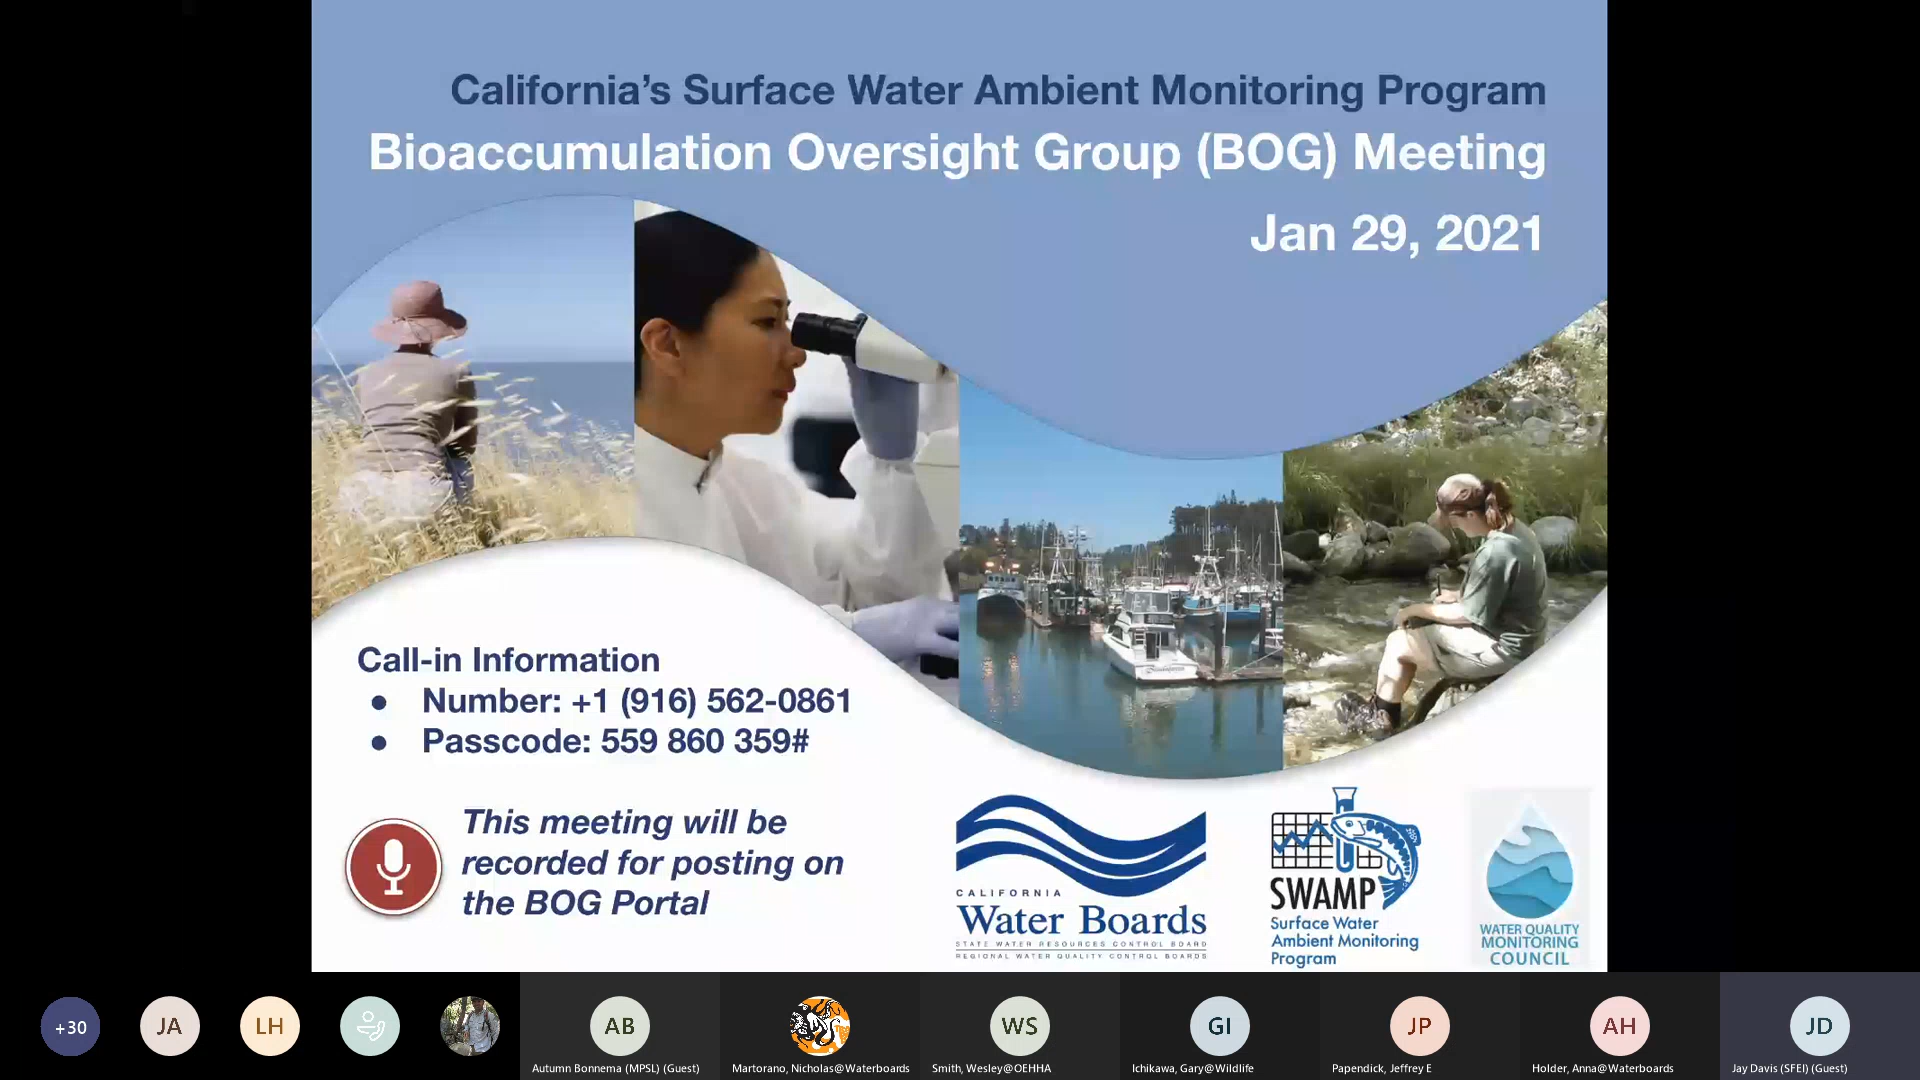 California's Surface Water Ambient Monitoring Program
Bioaccumulation Oversight Group (BOG) Meeting
Jan 29, 2021
Call-in Information
● Number: +1 (916) 562-0861
● Passcode: 559 860 359#
This meeting will be
recorded for posting on
the BOG Portal
CALIFORNIA
Water Boards
STATE WATER RESOURCES CONTROL BOARD
REGIONAL WATER QUALITY CONTROL BOARDS
SWAMP
Surface Water
Ambient Monitoring
Program
WATER QUALITY
MONITORING
COUNCIL
+30
JA
LH
AB
WS
GI
JP
AH
JD
Autumn Bonnema (MPSL) (Guest)
Martorano, Nicholas@Waterboards
Smith, Wesley@OEHHA
Ichikawa, Gary@Wildlife
Papendick, Jeffrey E
Holder, Anna@Waterboards
Jay Davis (SFEI) (Guest)